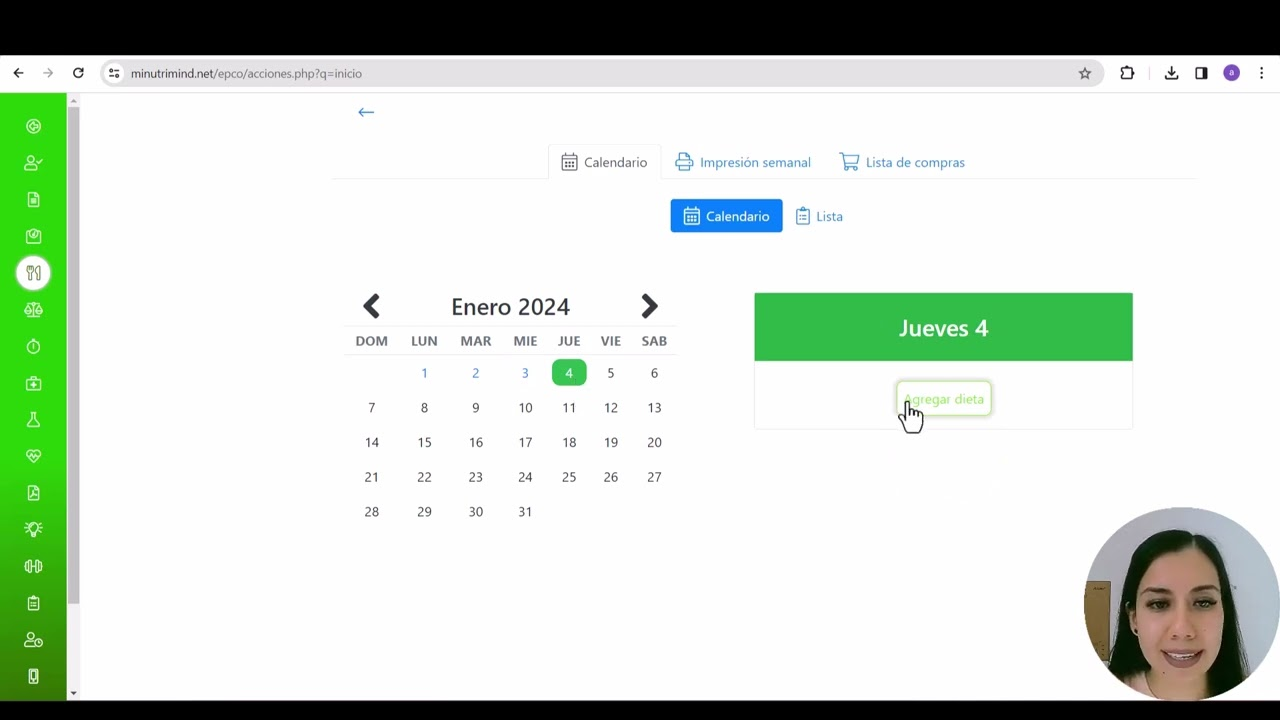 minutrimind.net/epco/acciones.php?q=inicio
a
Calendario
Impresión semanal
Lista de compras
Calendario
Lista
Enero 2024
DOM LUN MAR MIE JUE VIE SAB
1 2 3 4 5 6
7 8 9 10 11 12 13
14 15 16 17 18 19 20
21 22 23 24 25 26 27
28 29 30 31
Jueves 4
Agregar dieta